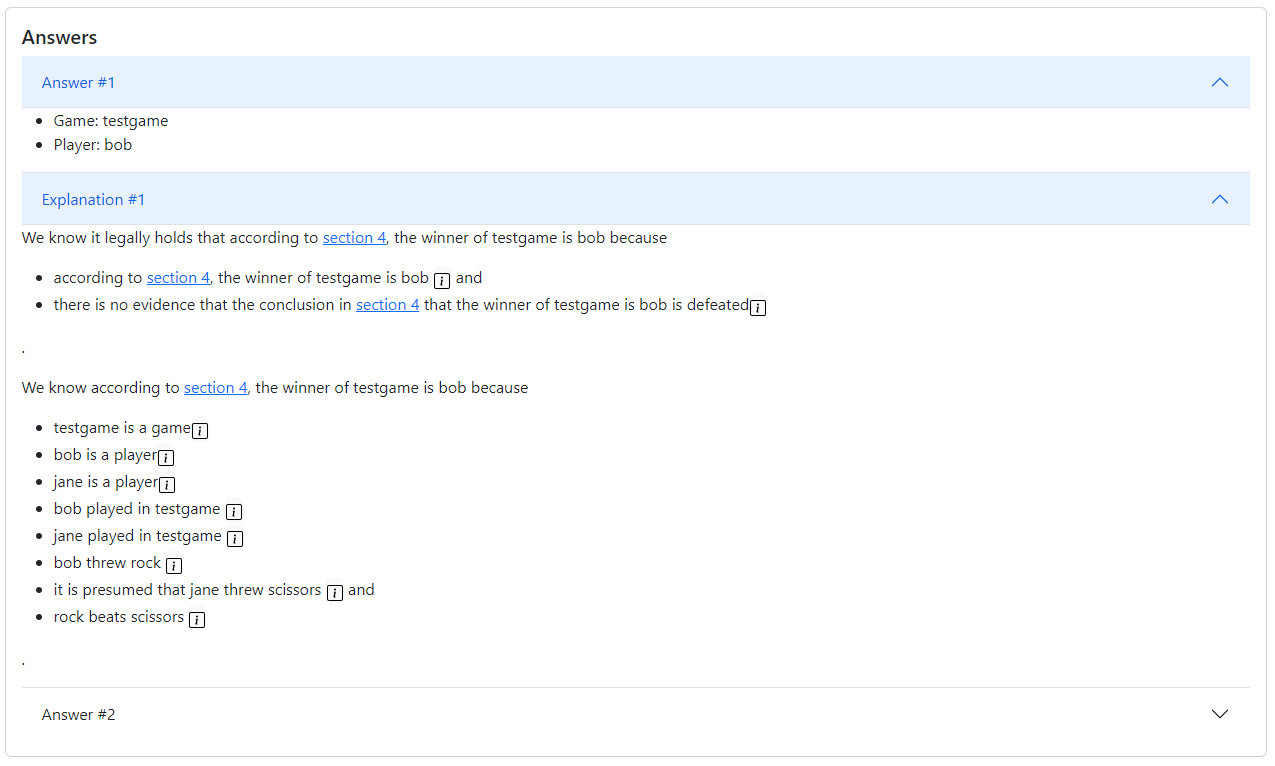 Answers
Answer #1
Game: testgame
Player: bob
Explanation #1
We know it legally holds that according to section 4, the winner of testgame is bob because
according to section 4, the winner of testgame is bob i and
there is no evidence that the conclusion in section 4 that the winner of testgame is bob is defeated i
.
We know according to section 4, the winner of testgame is bob because
testgame is a game i
bob is a player i
jane is a player i
bob played in testgame i
jane played in testgame i
bob threw rock i
it is presumed that jane threw scissors i and
rock beats scissors i
.
Answer #2